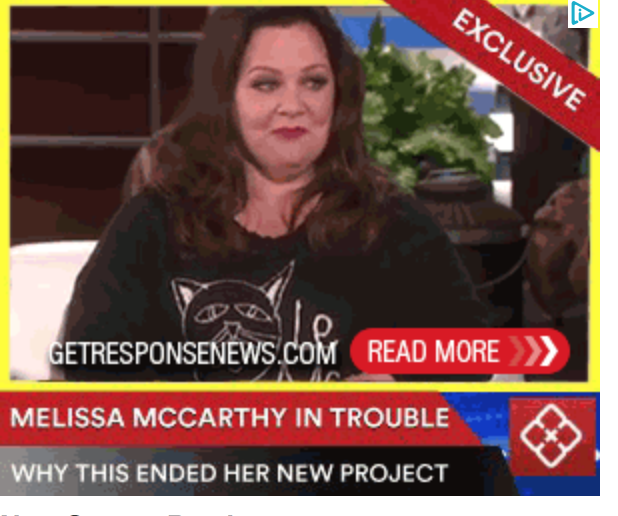 EXCLUSIVE
GETRESPONSENEWS.COM
READ MORE
MELISSA MCCARTHY IN TROUBLE
WHY THIS ENDED HER NEW PROJECT